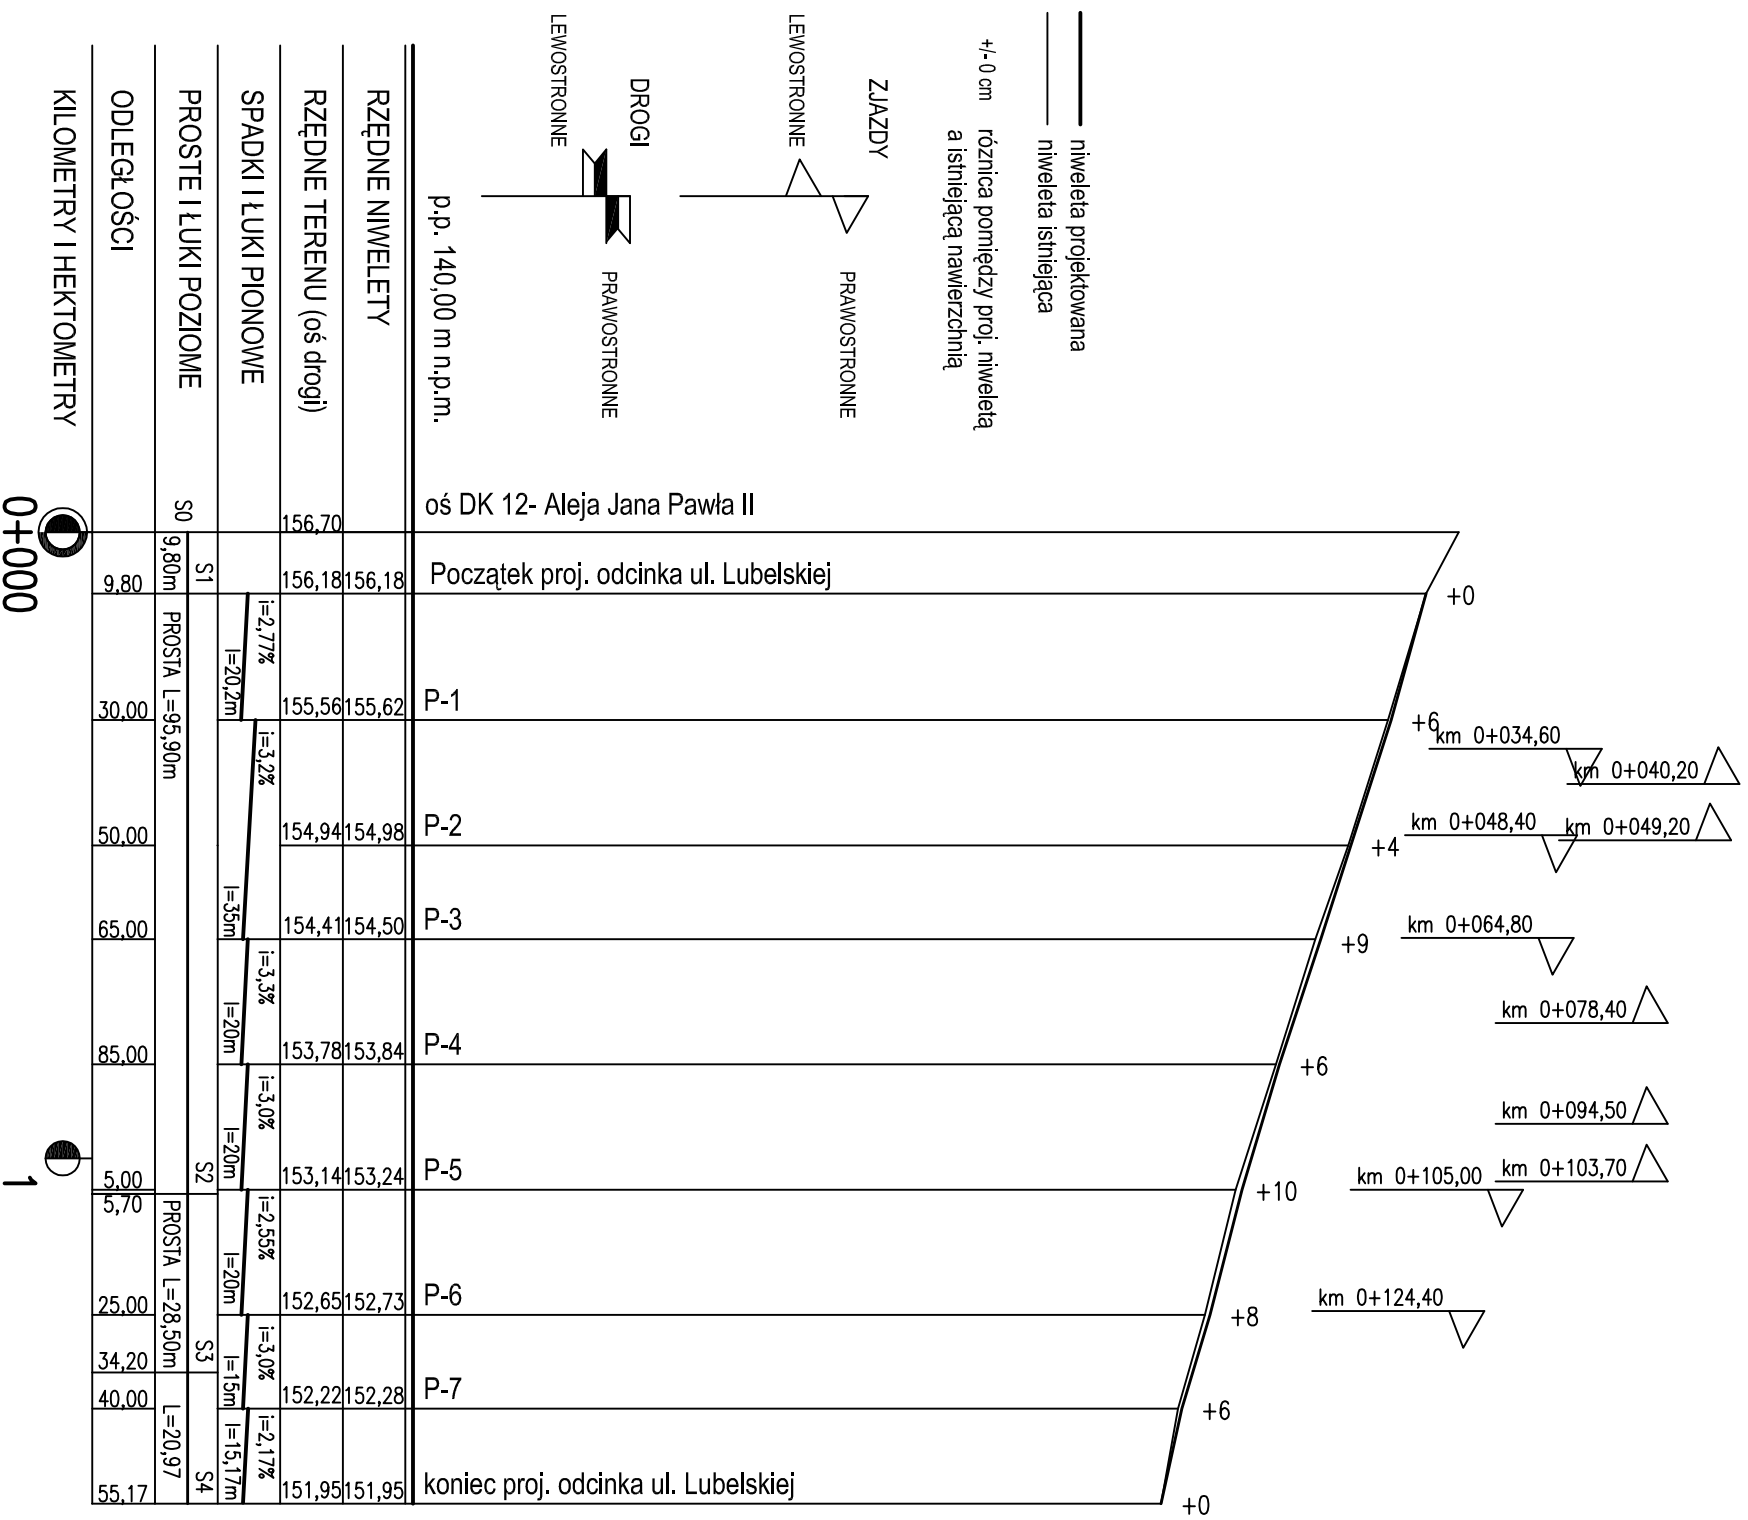 niweleta projektowana
niweleta istniejąca
+/- 0 cm róznica pomiędzy proj. niweletą
a istniejącą nawierzchnią
ZJAZDY
LEWOSTRONNE
PRAWOSTRONNE
DROGI
LEWOSTRONNE
PRAWOSTRONNE
p.p. 140,00 m n.p.m.
RZĘDNE NIWELETY
156,18
155,62
154,98
154,50
153,84
153,24
152,73
152,28
151,95
RZĘDNE TERENU (oś drogi)
156,70
156,18
155,56
154,94
154,41
153,78
153,14
152,65
152,22
151,95
SPADKI I ŁUKI PIONOWE
i=2,77%
l=20,2m
i=3,2%
l=35m
i=3,3%
l=20m
i=3,0%
l=20m
i=2,55%
l=20m
i=3,0%
l=15m
i=2,17%
l=15,17m
PROSTE I ŁUKI POZIOME
S0
S1
S2
S3
S4
9,80m
PROSTA L=95,90m
PROSTA L=28,50m
L=20,97
ODLEGŁOŚCI
9,80
30,00
50,00
65,00
85,00
5,00
5,70
25,00
34,20
40,00
55,17
KILOMETRY I HEKTOMETRY
0+000
1
oś DK 12- Aleja Jana Pawła II
Początek proj. odcinka ul. Lubelskiej
P-1
P-2
P-3
P-4
P-5
P-6
P-7
koniec proj. odcinka ul. Lubelskiej
+0
+6
+4
+9
+6
+10
+8
+6
+0
km 0+034,60
km 0+040,20
km 0+048,40
km 0+049,20
km 0+064,80
km 0+078,40
km 0+094,50
km 0+103,70
km 0+105,00
km 0+124,40